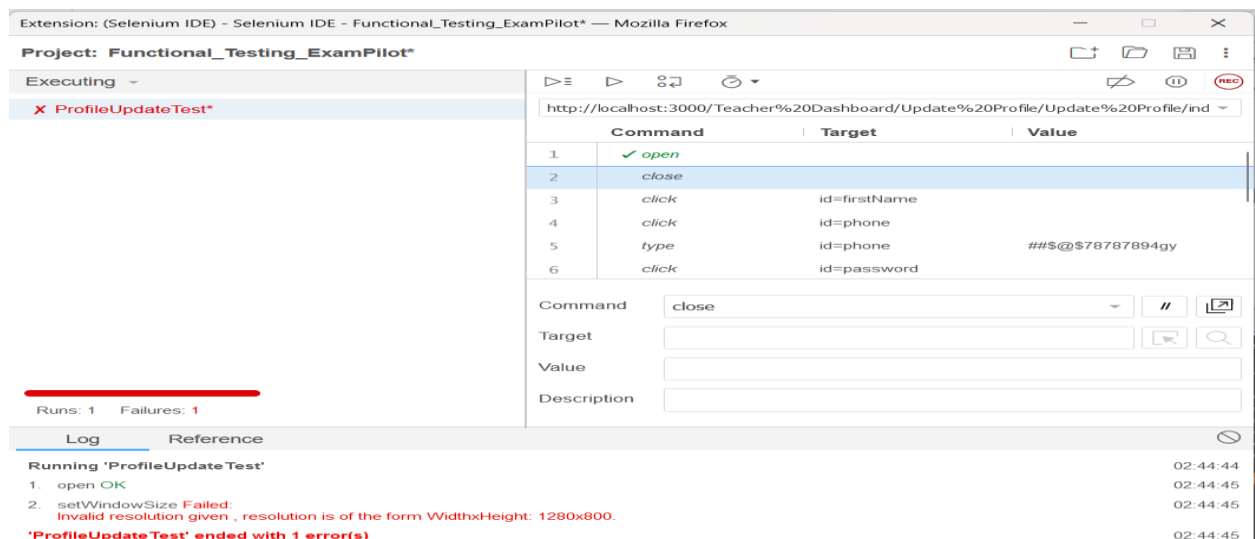 Extension: (Selenium IDE) - Selenium IDE - Functional_Testing_ExamPilot* — Mozilla Firefox
Project: Functional_Testing_ExamPilot*
Executing
REC
✗ ProfileUpdateTest*
http://localhost:3000/Teacher%20Dashboard/Update%20Profile/Update%20Profile/ind
Command Target Value
1 ✓ open
2 close
3 click id=firstName
4 click id=phone
5 type id=phone ##$@$78787894gy
6 click id=password
Command close //
Target
Value
Description
Runs: 1 Failures: 1
Log Reference
Running 'ProfileUpdateTest' 02:44:44
1. open OK 02:44:45
2. setWindowSize Failed: 02:44:45
Invalid resolution given , resolution is of the form WidthxHeight: 1280x800.
'ProfileUpdateTest' ended with 1 error(s) 02:44:45